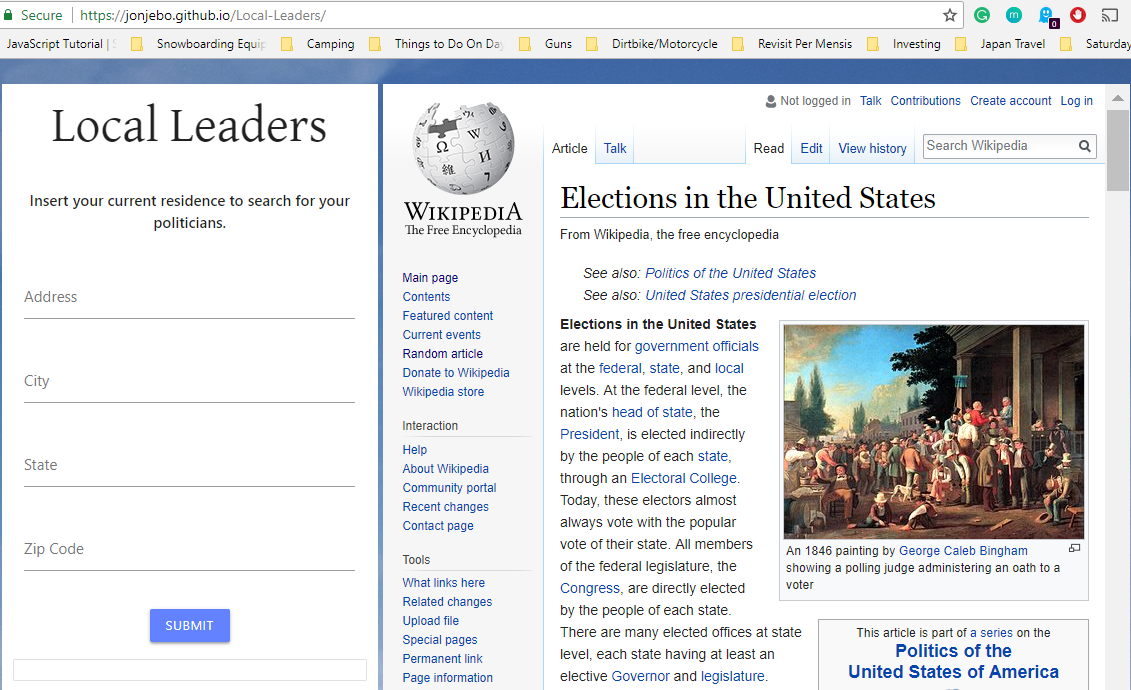 Secure https://jonjebo.github.io/Local-Leaders/
0
JavaScript Tutorial | Snowboarding Equip Camping Things to Do On Day Guns Dirtbike/Motorcycle Revisit Per Mensis Investing Japan Travel Saturday
Local Leaders
Insert your current residence to search for your
politicians.
Address
City
State
Zip Code
SUBMIT
WIKIPEDIA
The Free Encyclopedia
Main page
Contents
Featured content
Current events
Random article
Donate to Wikipedia
Wikipedia store
Interaction
Help
About Wikipedia
Community portal
Recent changes
Contact page
Tools
What links here
Related changes
Upload file
Special pages
Permanent link
Page information
Not logged in Talk Contributions Create account Log in
Article Talk Read Edit View history Search Wikipedia
Elections in the United States
From Wikipedia, the free encyclopedia
See also: Politics of the United States
See also: United States presidential election
Elections in the United States
are held for government officials
at the federal, state, and local
levels. At the federal level, the
nation's head of state, the
President, is elected indirectly
by the people of each state,
through an Electoral College.
Today, these electors almost
always vote with the popular
vote of their state. All members
of the federal legislature, the
Congress, are directly elected
by the people of each state.
There are many elected offices at state
level, each state having at least an
elective Governor and legislature.
An 1846 painting by George Caleb Bingham
showing a polling judge administering an oath to a
voter
This article is part of a series on the
Politics of the
United States of America